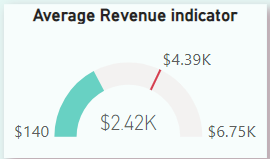 Average Revenue indicator
$4.39K
$2.42K
$140
$6.75K